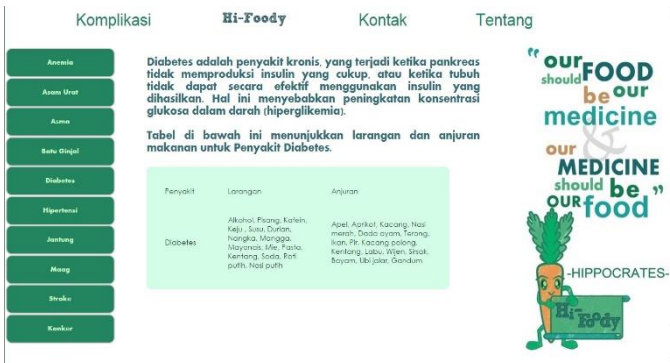 Komplikasi Hi-Foody Kontak Tentang
Anemia
Asam Urat
Asma
Batu Ginjal
Diabetes
Hipertensi
Jantung
Maag
Stroke
Kanker
Diabetes adalah penyakit kronis, yang terjadi ketika pankreas
tidak memproduksi insulin yang cukup, atau ketika tubuh
tidak dapat secara efektif menggunakan insulin yang
dihasilkan. Hal ini menyebabkan peningkatan konsentrasi
glukosa dalam darah (hiperglikemia).
Tabel di bawah ini menunjukkan larangan dan anjuran
makanan untuk Penyakit Diabetes.
Penyakit Larangan Anjuran
Diabetes
Alkohol, Pisang, Kafein,
Keju , Susu, Durian,
Nangka, Mangga,
Mayonais, Mie, Pasta,
Kentang, Soda, Roti
putih, Nasi putih
Apel, Aprikot, Kacang, Nasi
merah, Dada ayam, Terong,
Ikan, Pir, Kacang polong,
Kentang, Labu, Wijen, Sirsak,
Bayam, Ubi jalar, Gandum
“ our
should FOOD
be our
medicine
&
our
MEDICINE
should be ”
OUR food
-HIPPOCRATES-
Hi-Foody